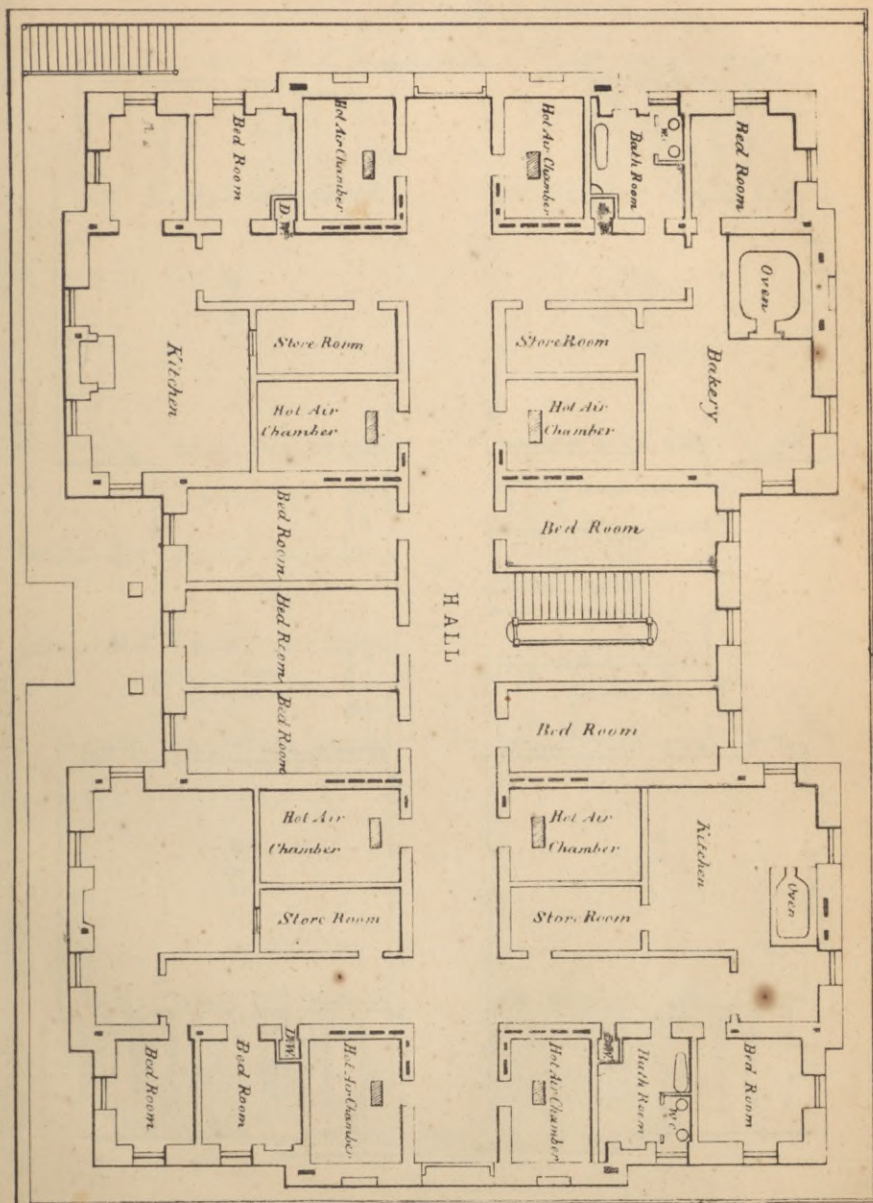 Bed Room
Hot Air Chamber
Hot Air Chamber
Bath Room
W.
Bed Room
D.W.
Oven
Kitchen
Store Room
Store Room
Bakery
Hot Air
Chamber
Hot Air
Chamber
Bed Room
Bed Room
Bed Room
HALL
Bed Room
Bed Room
Hot Air
Chamber
Hot Air
Chamber
Kitchen
Oven
Store Room
Store Room
Bed Room
Bed Room
D.W.
Hot Air Chamber
Hot Air Chamber
D.W.
Bath Room
W.C
Bed Room